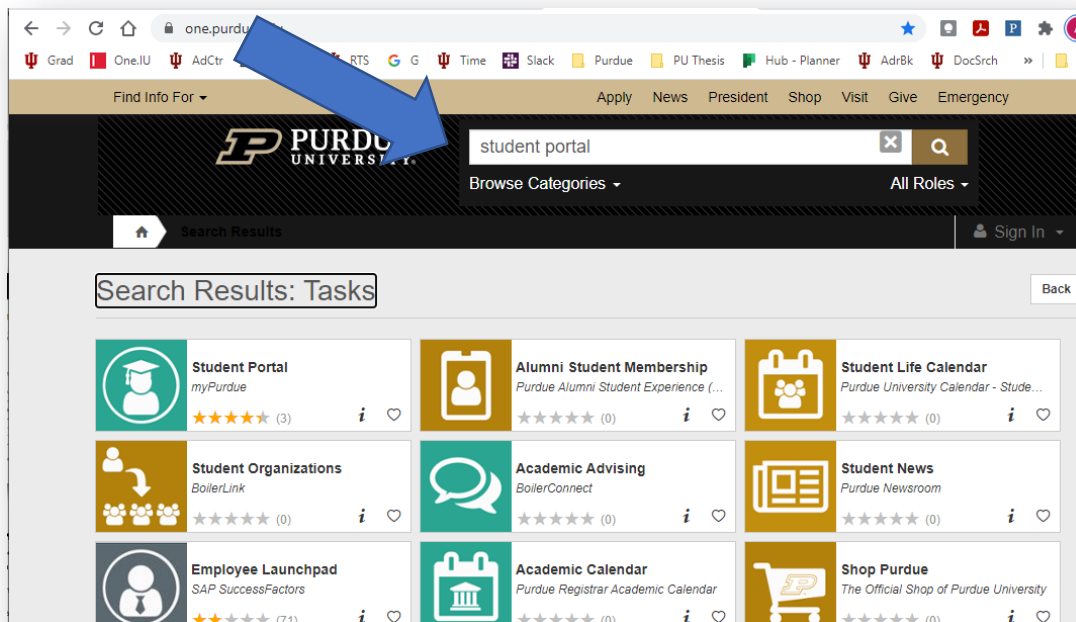 one.purdu
Grad One.IU AdCtr RTS G Time Slack Purdue PU Thesis Hub - Planner AdrBk DocSrch »
Find Info For Apply News President Shop Visit Give Emergency
PURDU
UNIVERSITY.
student portal
Browse Categories All Roles
Search Results Sign In
Search Results: Tasks Back
Student Portal
myPurdue
(3)
Alumni Student Membership
Purdue Alumni Student Experience (...
(0)
Student Life Calendar
Purdue University Calendar - Stude...
(0)
Student Organizations
BoilerLink
(0)
Academic Advising
BoilerConnect
(0)
Student News
Purdue Newsroom
(0)
Employee Launchpad
SAP SuccessFactors
(71)
Academic Calendar
Purdue Registrar Academic Calendar
(0)
Shop Purdue
The Official Shop of Purdue University
(0)